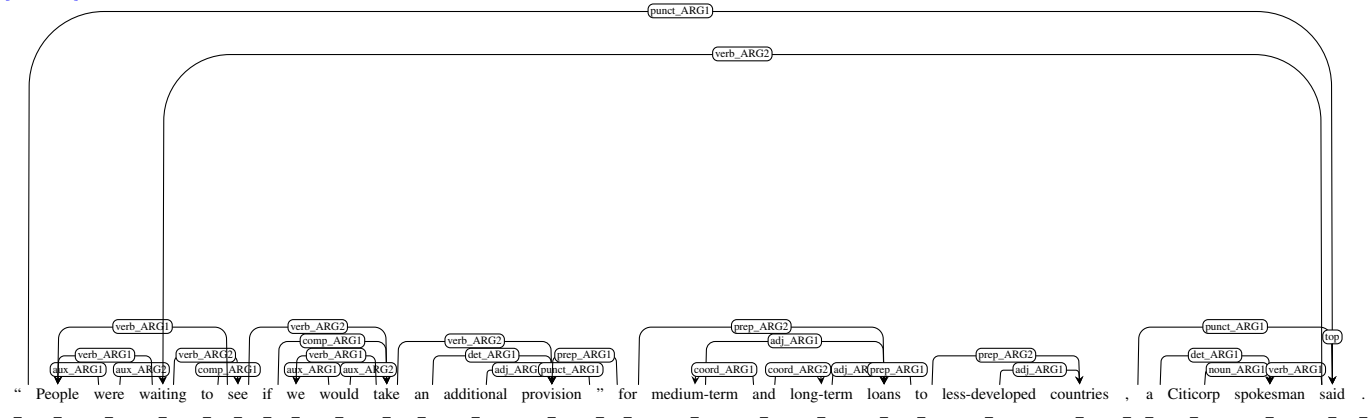 punct_ARG1
verb_ARG2
verb_ARG1 verb_ARG2 prep_ARG2 punct_ARG1
top
comp_ARG1 verb_ARG2 adj_ARG1
verb_ARG1 verb_ARG2 verb_ARG1 det_ARG1 prep_ARG1 prep_ARG2 det_ARG1
aux_ARG1 aux_ARG2 comp_ARG1 aux_ARG1 aux_ARG2 punct_ARG1 coord_ARG1 coord_ARG2 prep_ARG1 adj_ARG1 noun_ARG1 verb_ARG1
“ People were waiting to see if we would take an additional provision ” for medium-term and long-term loans to less-developed countries , a Citicorp spokesman said .